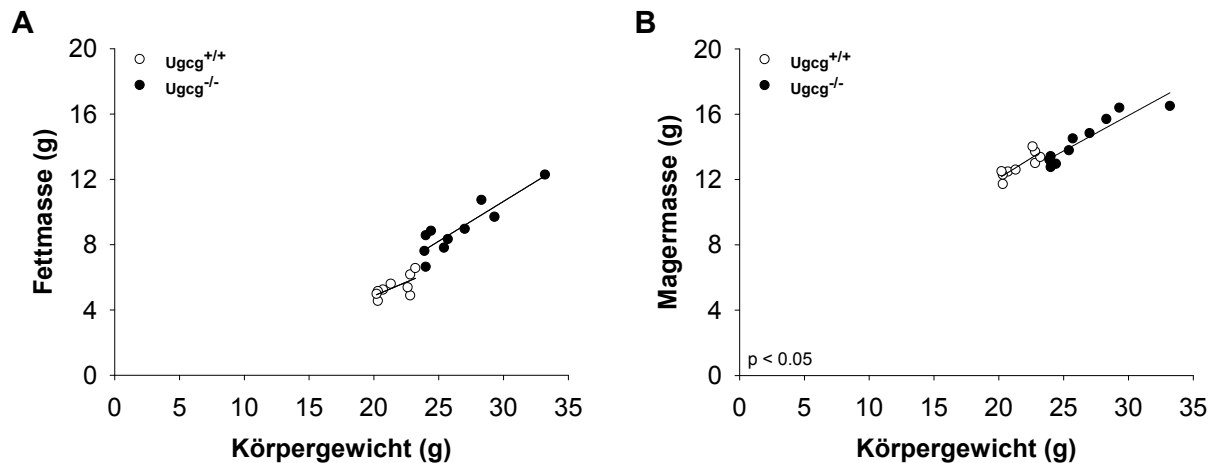 A
Fettmasse (g)
20
16
12
8
4
0
Ugcg+/+
Ugcg-/-
0 5 10 15 20 25 30 35
Körpergewicht (g)
B
Magermasse (g)
20
16
12
8
4
0
Ugcg+/+
Ugcg-/-
p < 0.05
0 5 10 15 20 25 30 35
Körpergewicht (g)